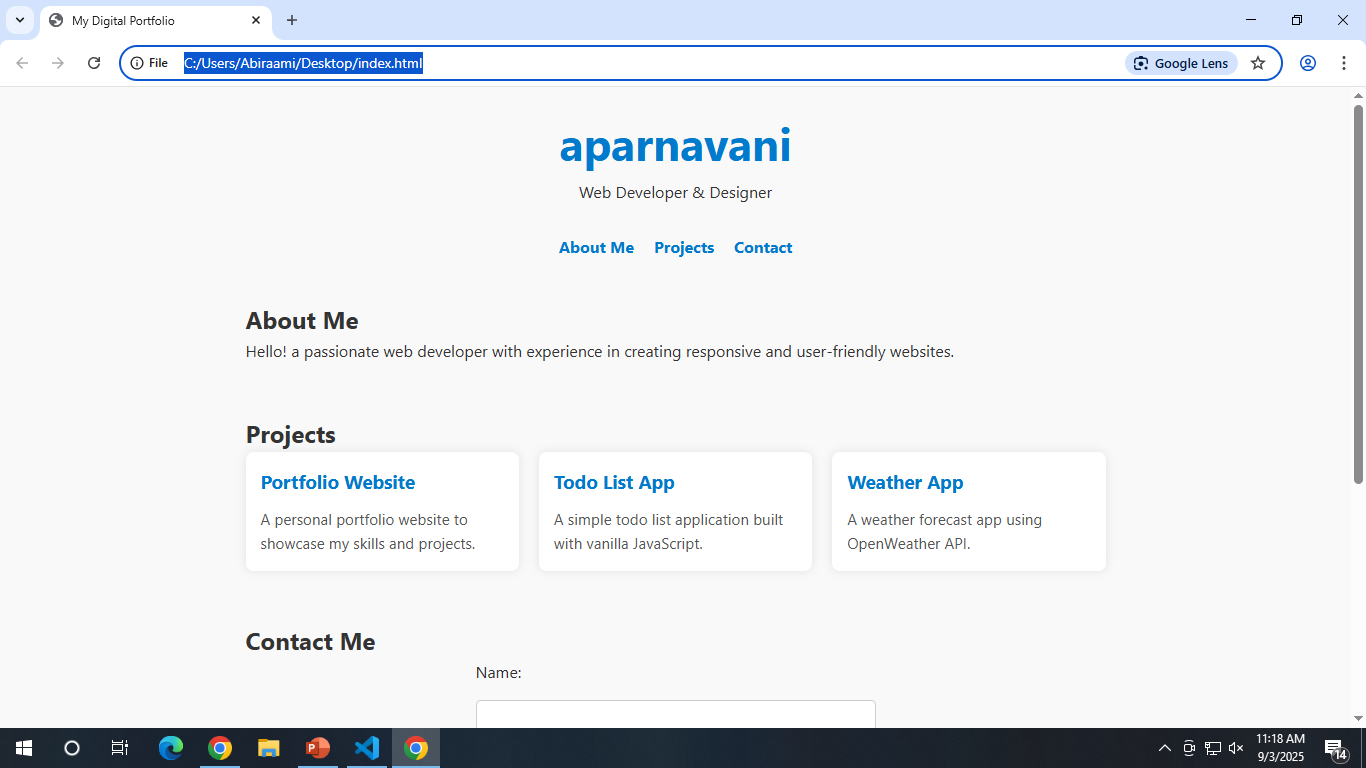 My Digital Portfolio
File
C:/Users/Abiraami/Desktop/index.html
Google Lens
aparnavani
Web Developer & Designer
About Me Projects Contact
About Me
Hello! a passionate web developer with experience in creating responsive and user-friendly websites.
Projects
Portfolio Website
A personal portfolio website to
showcase my skills and projects.
Todo List App
A simple todo list application built
with vanilla JavaScript.
Weather App
A weather forecast app using
OpenWeather API.
Contact Me
Name:
11:18 AM
9/3/2025
14